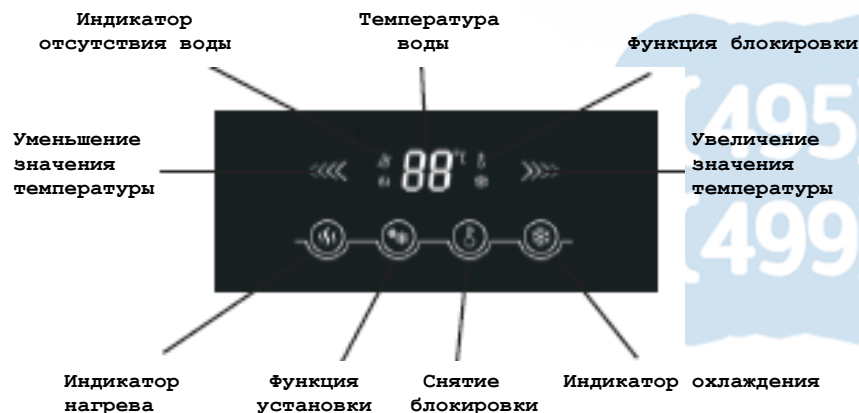 Индикатор
отсутствия воды
Температура
воды
Функция блокировки
Уменьшение
значения
температуры
88
°C
Увеличение
значения
температуры
(495
(499
Индикатор
нагрева
Функция
установки
Снятие
блокировки
Индикатор охлаждения